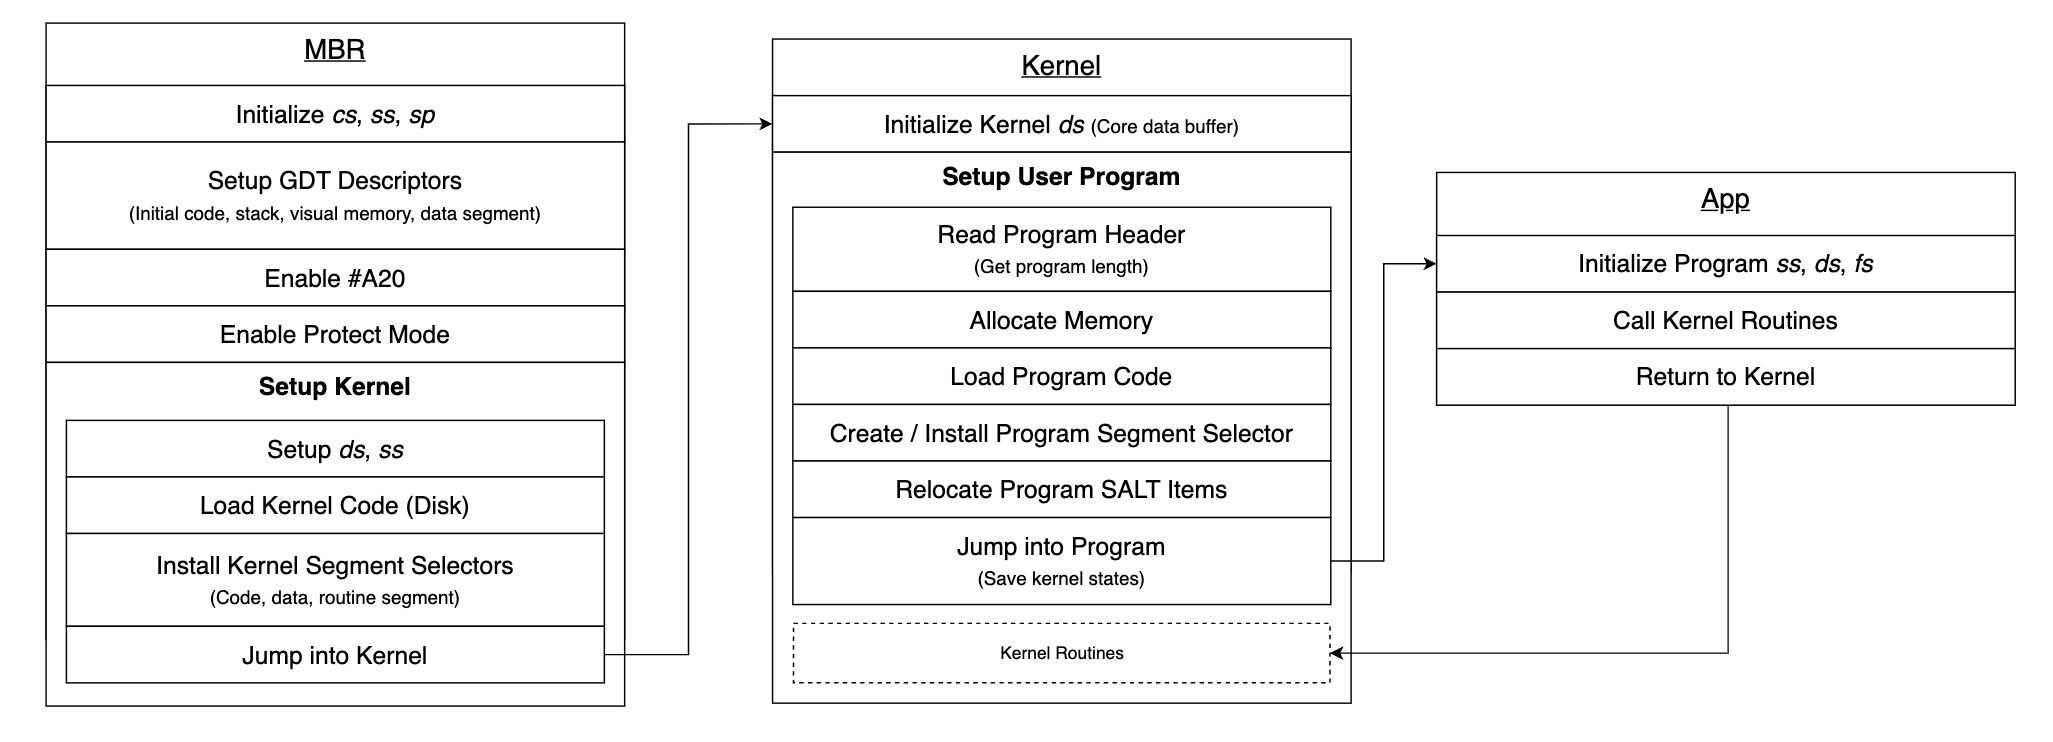 MBR
Initialize cs, ss, sp
Setup GDT Descriptors
(Initial code, stack, visual memory, data segment)
Enable #A20
Enable Protect Mode
Setup Kernel
Setup ds, ss
Load Kernel Code (Disk)
Install Kernel Segment Selectors
(Code, data, routine segment)
Jump into Kernel
Kernel
Initialize Kernel ds (Core data buffer)
Setup User Program
Read Program Header
(Get program length)
Allocate Memory
Load Program Code
Create / Install Program Segment Selector
Relocate Program SALT Items
Jump into Program
(Save kernel states)
Kernel Routines
App
Initialize Program ss, ds, fs
Call Kernel Routines
Return to Kernel